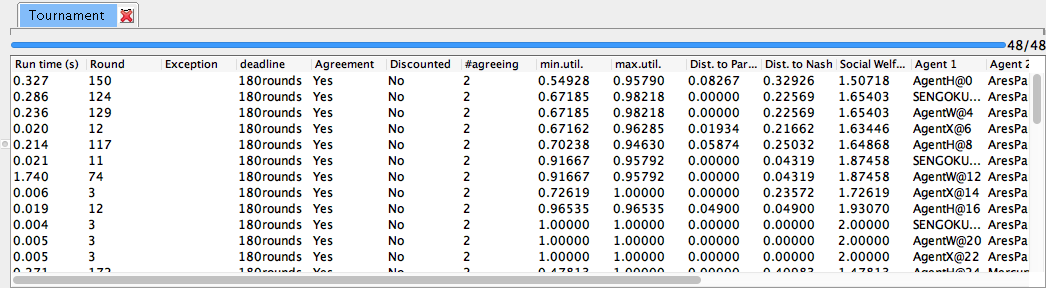 Tournament
48/48
Run time (s) Round Exception deadline Agreement Discounted #agreeing min.util. max.util. Dist. to Par... Dist. to Nash Social Welf... Agent 1 Agent 2
0.327 150 180rounds Yes No 2 0.54928 0.95790 0.08267 0.32926 1.50718 AgentH@0 AresPa
0.286 124 180rounds Yes No 2 0.67185 0.98218 0.00000 0.22569 1.65403 SENGOKU... AresPa
0.236 129 180rounds Yes No 2 0.67185 0.98218 0.00000 0.22569 1.65403 AgentW@4 AresPa
0.020 12 180rounds Yes No 2 0.67162 0.96285 0.01934 0.21662 1.63446 AgentX@6 AresPa
0.214 117 180rounds Yes No 2 0.70238 0.94630 0.05874 0.25032 1.64868 AgentH@8 AresPa
0.021 11 180rounds Yes No 2 0.91667 0.95792 0.00000 0.04319 1.87458 SENGOKU... AresPa
1.740 74 180rounds Yes No 2 0.91667 0.95792 0.00000 0.04319 1.87458 AgentW@12 AresPa
0.006 3 180rounds Yes No 2 0.72619 1.00000 0.00000 0.23572 1.72619 AgentX@14 AresPa
0.019 12 180rounds Yes No 2 0.96535 0.96535 0.04900 0.04900 1.93070 AgentH@16 AresPa
0.004 3 180rounds Yes No 2 1.00000 1.00000 0.00000 0.00000 2.00000 SENGOKU... AresPa
0.005 3 180rounds Yes No 2 1.00000 1.00000 0.00000 0.00000 2.00000 AgentW@20 AresPa
0.005 3 180rounds Yes No 2 1.00000 1.00000 0.00000 0.00000 2.00000 AgentX@22 AresPa
0.271 172 180rounds Yes No 2 0.47813 1.00000 0.00000 0.40983 1.47813 AgentH@24